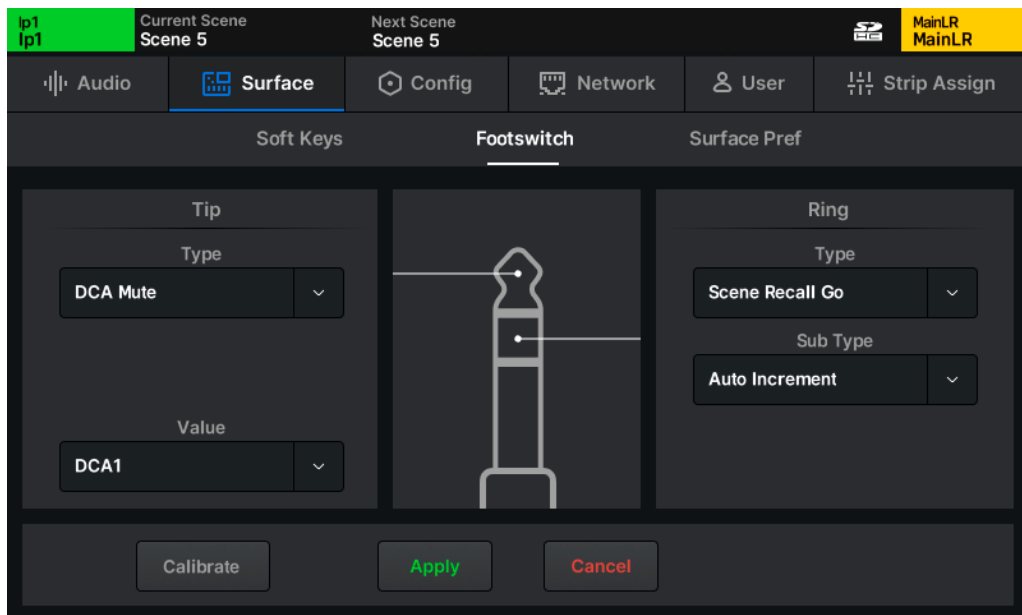 Ip1
Ip1
Current Scene
Scene 5
Next Scene
Scene 5
MainLR
MainLR
Audio
Surface
Config
Network
User
Strip Assign
Soft Keys
Footswitch
Surface Pref
Tip
Type
DCA Mute
Value
DCA1
Ring
Type
Scene Recall Go
Sub Type
Auto Increment
Calibrate
Apply
Cancel